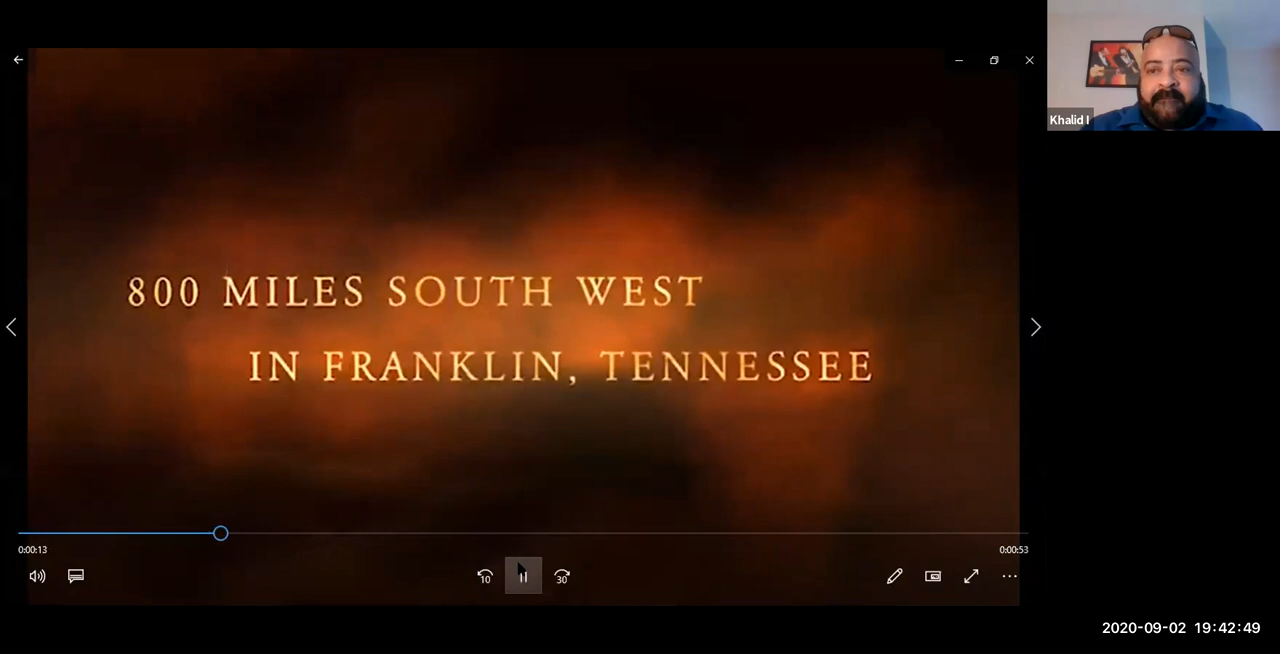 Khalid I
800 MILES SOUTH WEST
IN FRANKLIN, TENNESSEE
0:00:13
0:00:53
10
30
2020-09-02 19:42:49